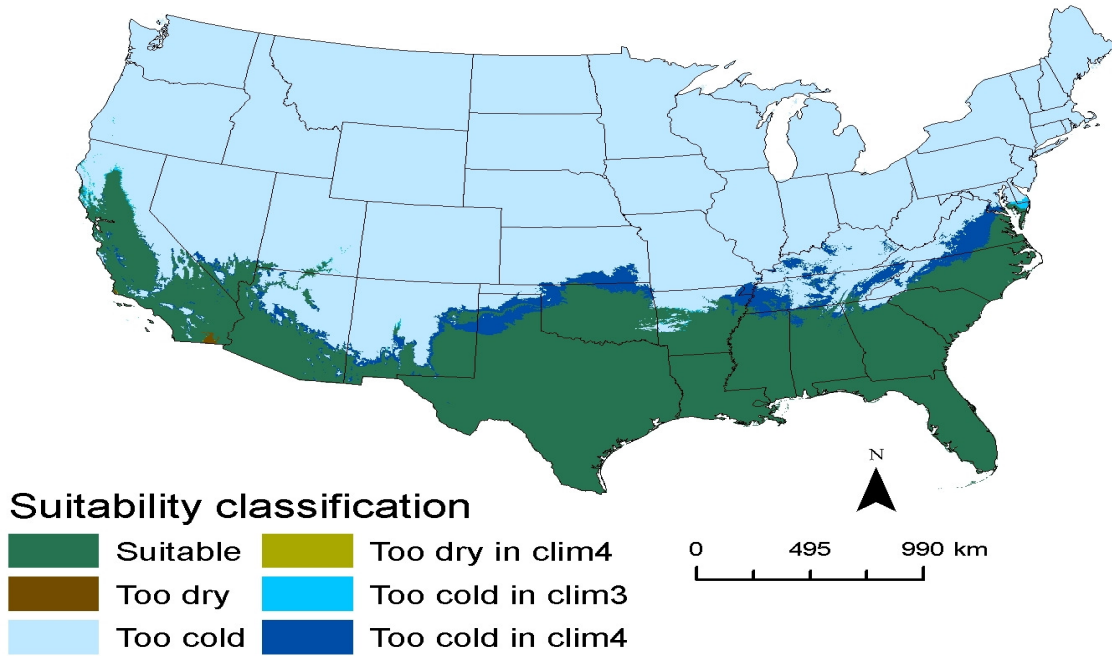 N
0 495 990 km
Suitability classification
Suitable
Too dry
Too cold
Too dry in clim4
Too cold in clim3
Too cold in clim4